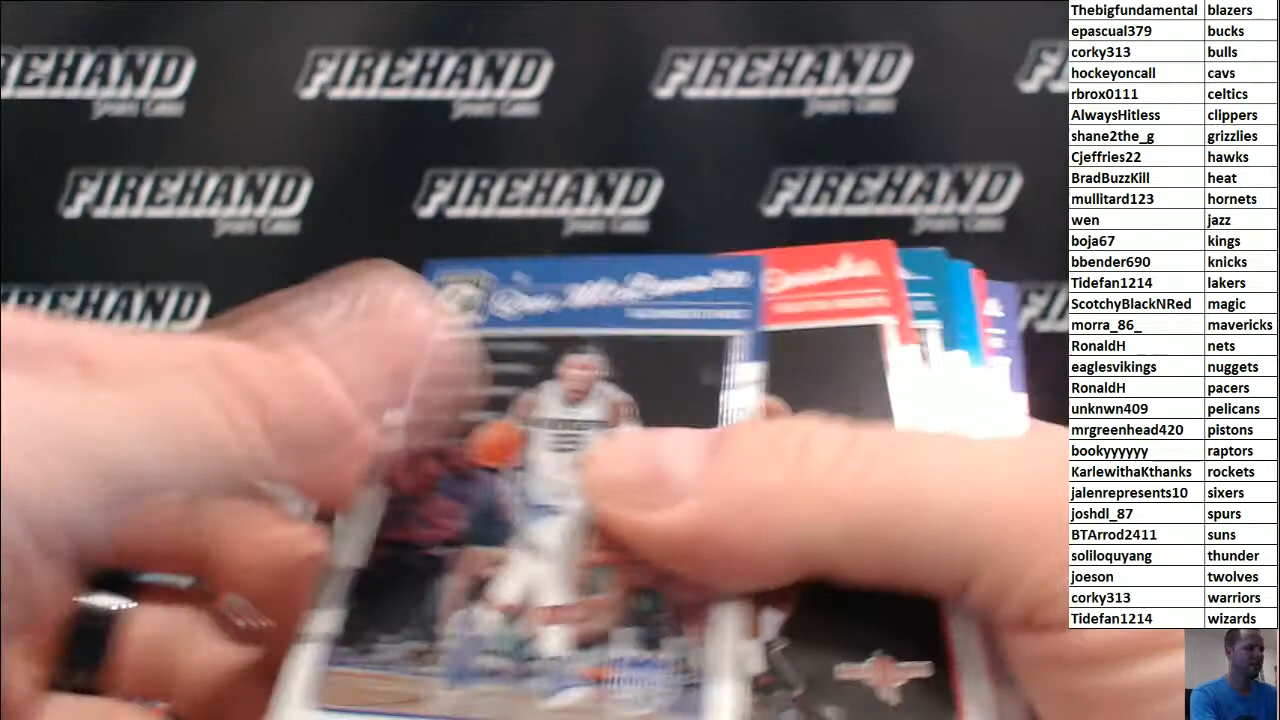 FIREHAND
FIREHAND
FIREHAND
FIREHAND
FIREHAND
FIREHAND
Thebigfundamental blazers
epascual379 bucks
corky313 bulls
hockeyoncall cavs
rbrox0111 celtics
AlwaysHitless clippers
shane2the_g grizzlies
Cjeffries22 hawks
BradBuzzKill heat
mullitard123 hornets
wen jazz
boja67 kings
bbender690 knicks
Tidefan1214 lakers
ScotchyBlackNRed magic
morra_86_ mavericks
RonaldH nets
eaglesvikings nuggets
RonaldH pacers
unknwn409 pelicans
mrgreenhead420 pistons
bookyyyyyy raptors
KarlewithaKthanks rockets
jalenrepresents10 sixers
joshdl_87 spurs
BTArrod2411 suns
soliloquyang thunder
joeson twolves
corky313 warriors
Tidefan1214 wizards